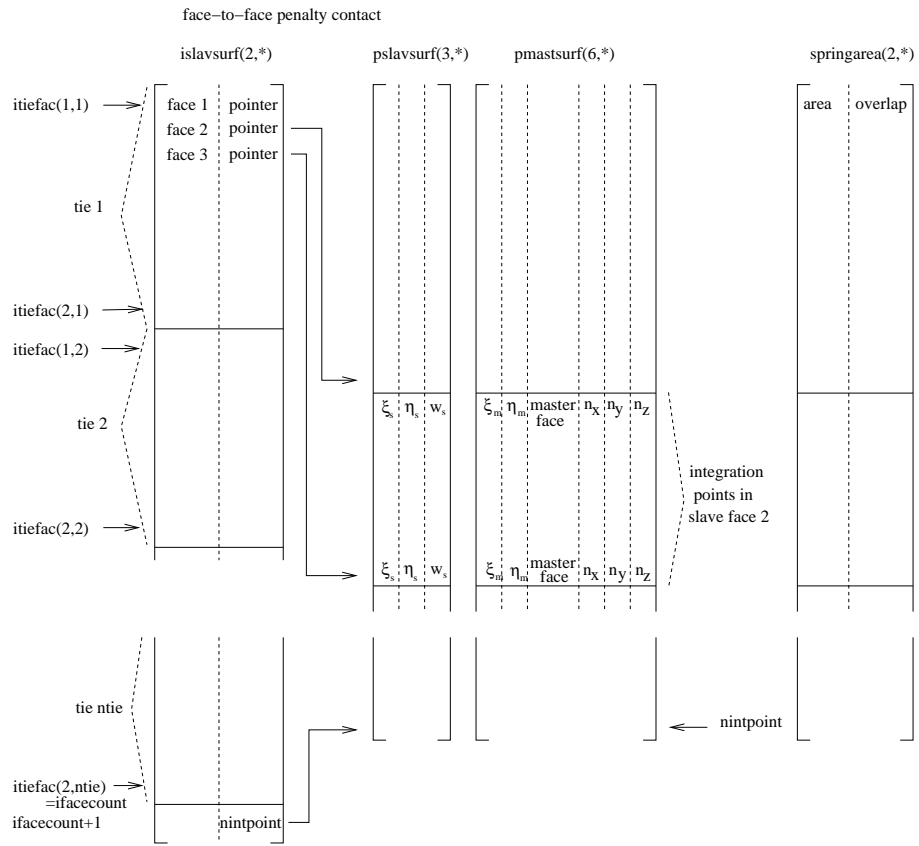 face−to−face penalty contact
islavsurf(2,*) pslavsurf(3,*) pmastsurf(6,*) springarea(2,*)
itiefac(1,1) face 1 pointer area overlap
face 2 pointer
face 3 pointer
tie 1
itiefac(2,1)
itiefac(1,2)
ξs ηs ws ξm ηm master face nx ny nz
tie 2
integration
points in
slave face 2
itiefac(2,2)
ξs ηs ws ξm ηm master face nx ny nz
tie ntie
nintpoint
itiefac(2,ntie)
=ifacecount
ifacecount+1 nintpoint